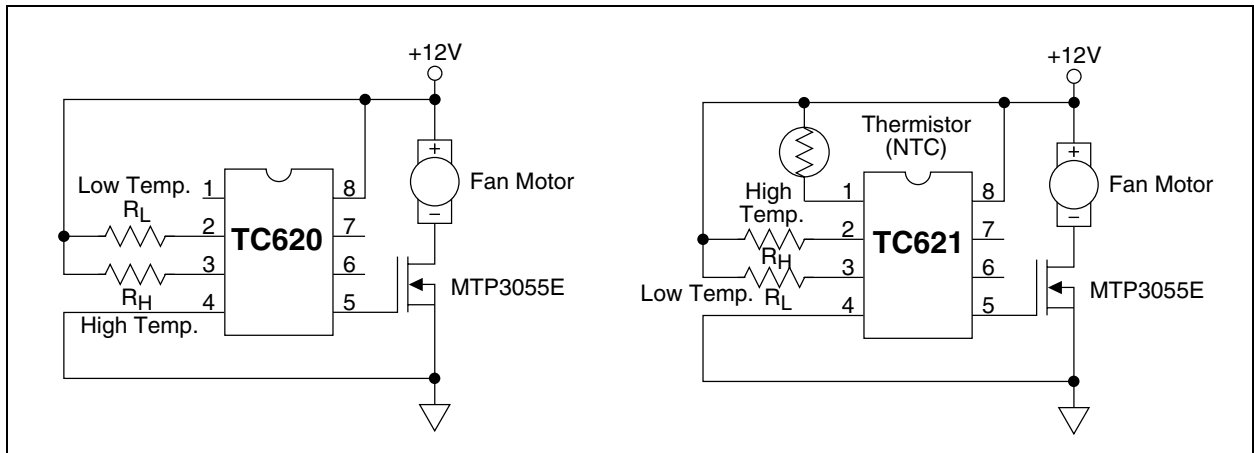 +12V
Low Temp.
R_L
R_H
High Temp.
1
2
3
4
TC620
8
7
6
5
+
−
Fan Motor
MTP3055E
+12V
Thermistor
(NTC)
High
Temp.
R_H
Low Temp.
R_L
1
2
3
4
TC621
8
7
6
5
+
−
Fan Motor
MTP3055E